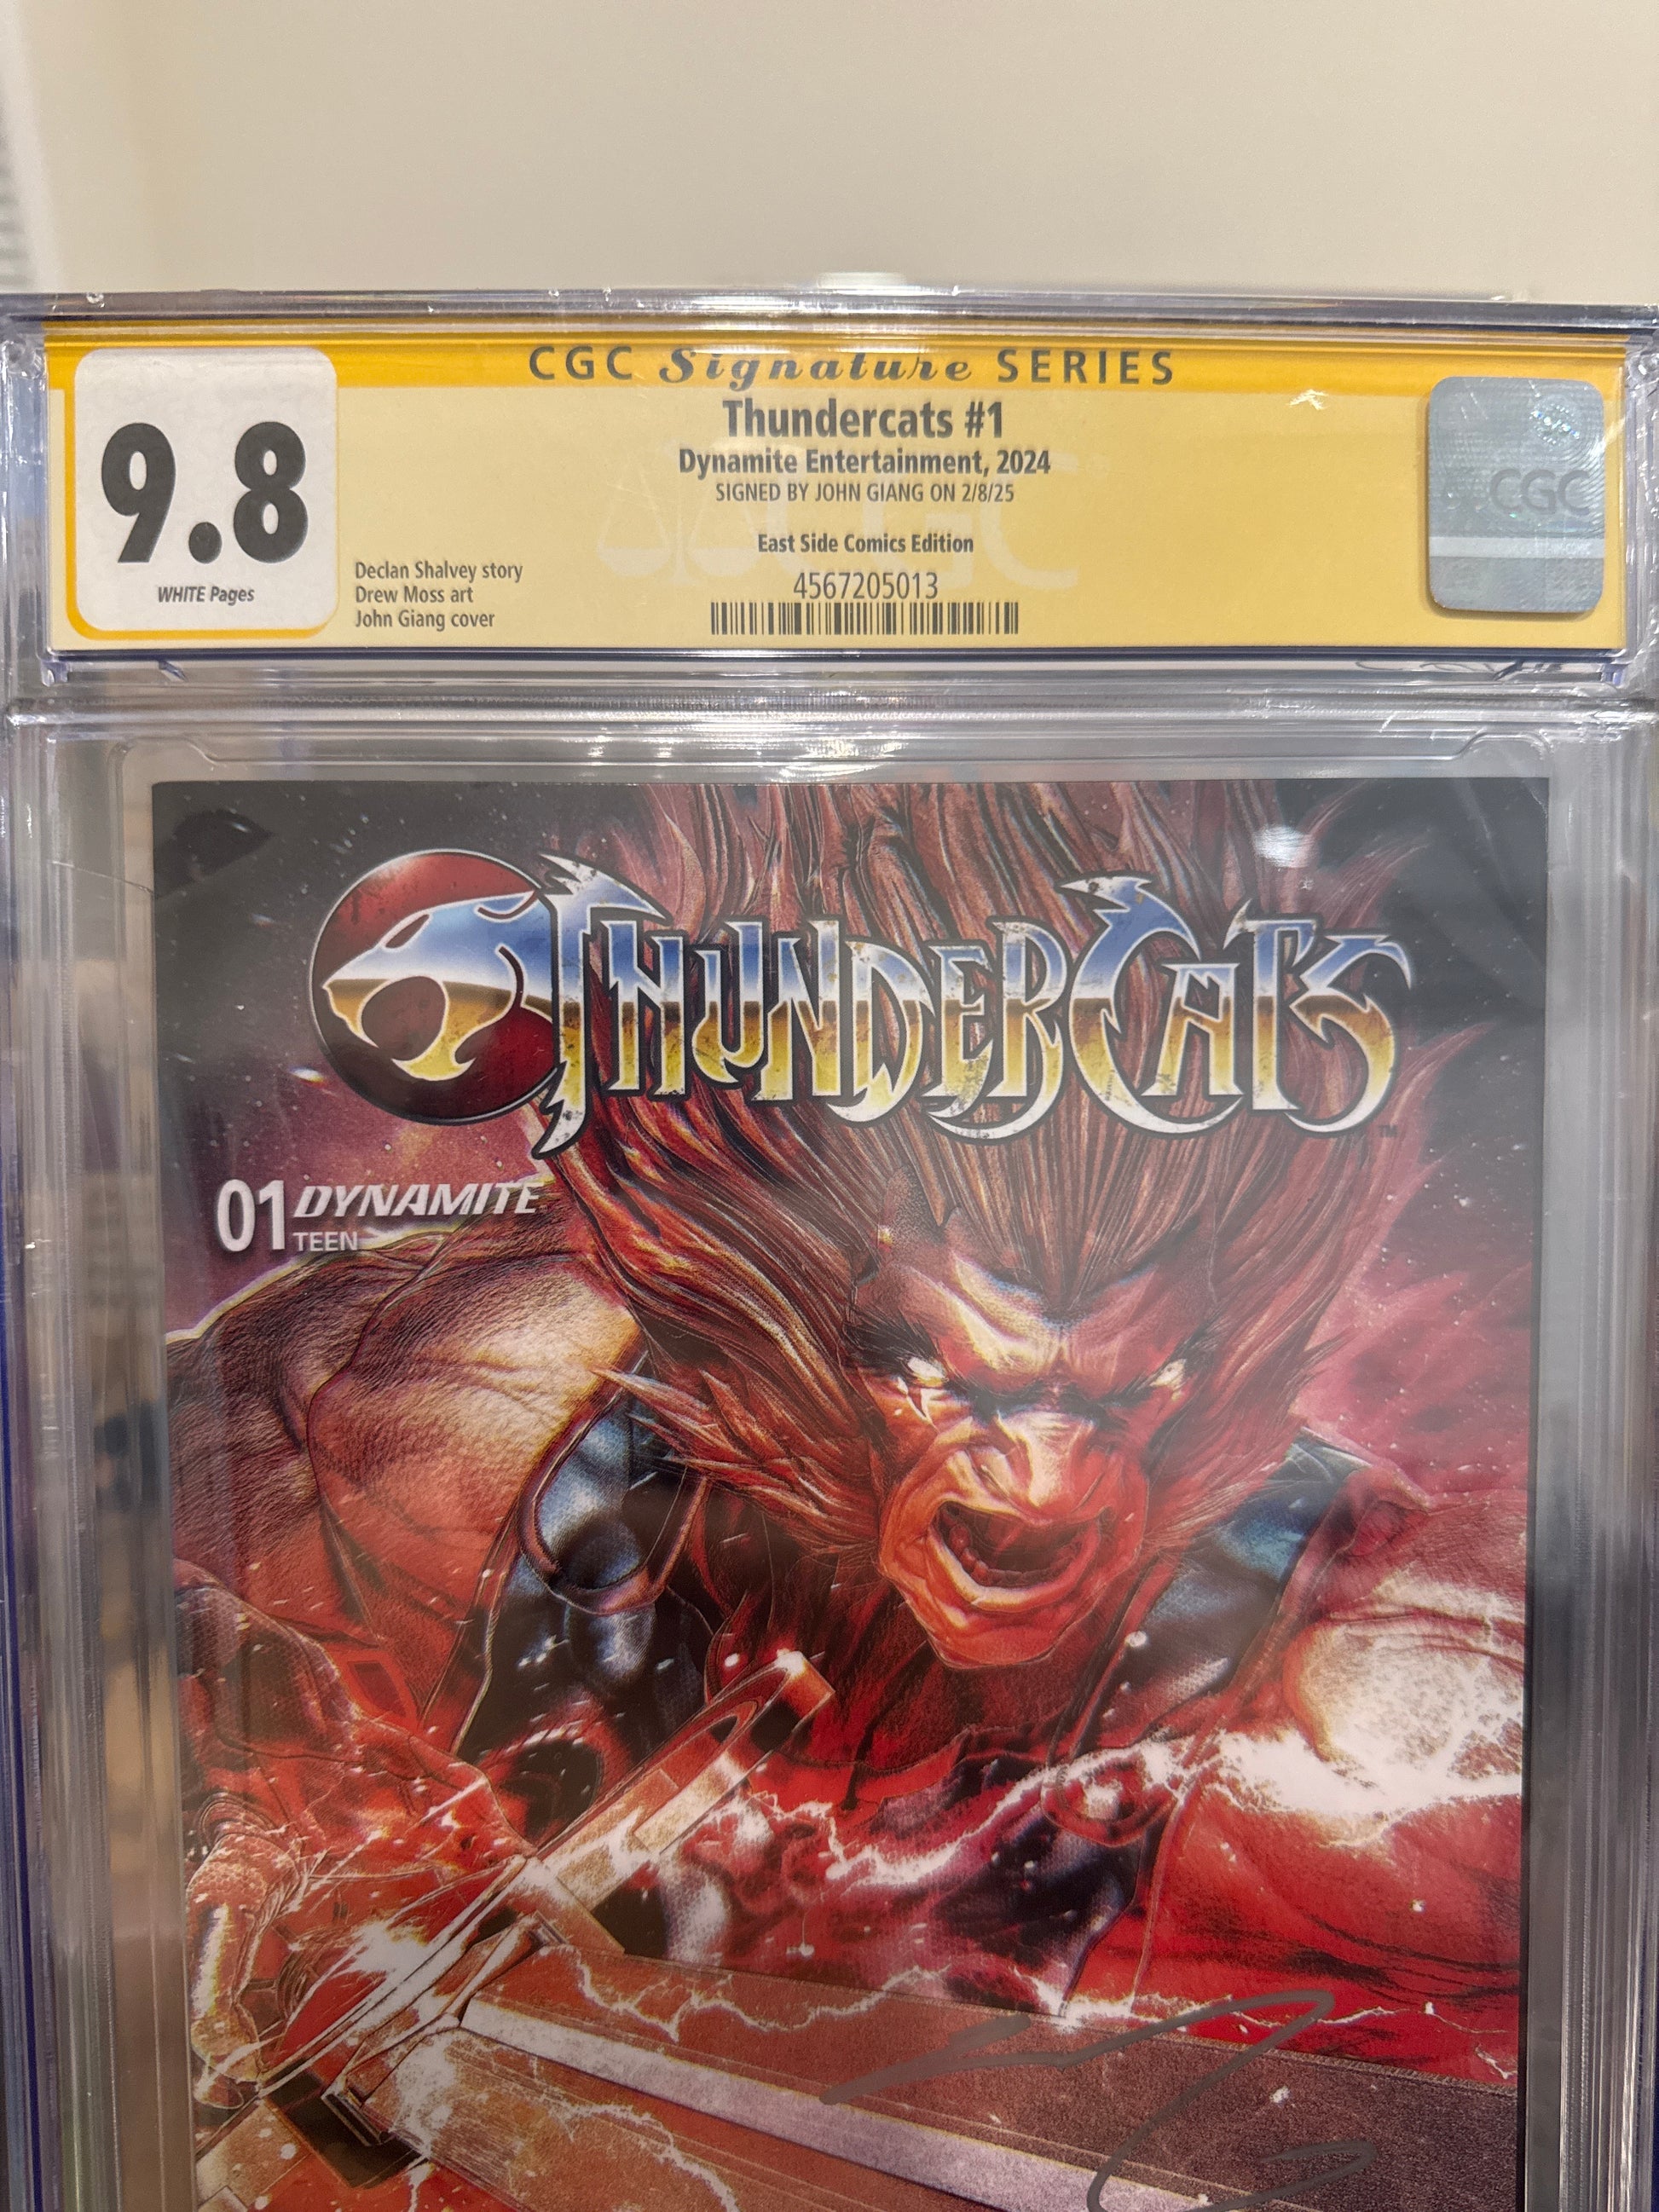 CGC Signature SERIES
9.8
WHITE Pages
Thundercats #1
Dynamite Entertainment, 2024
SIGNED BY JOHN GIANG ON 2/8/25
East Side Comics Edition
4567205013
Declan Shalvey story
Drew Moss art
John Giang cover
CGC
CGC
THUNDERCATS™
01 DYNAMITE
TEEN